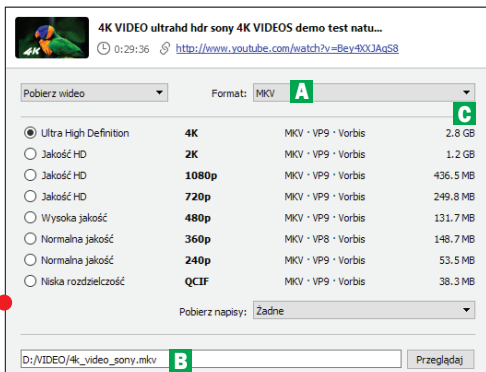 4K VIDEO ultrahd hdr sony 4K VIDEOS demo test natu...
4K
0:29:36 http://www.youtube.com/watch?v=Bey4XXJAqS8
Pobierz wideo Format: MKV A
C
Ultra High Definition 4K MKV · VP9 · Vorbis 2.8 GB
Jakość HD 2K MKV · VP9 · Vorbis 1.2 GB
Jakość HD 1080p MKV · VP9 · Vorbis 436.5 MB
Jakość HD 720p MKV · VP9 · Vorbis 249.8 MB
Wysoka jakość 480p MKV · VP9 · Vorbis 131.7 MB
Normalna jakość 360p MKV · VP8 · Vorbis 148.7 MB
Normalna jakość 240p MKV · VP9 · Vorbis 53.5 MB
Niska rozdzielczość QCIF MKV · VP9 · Vorbis 38.3 MB
Pobierz napisy: Żadne
D:/VIDEO/4k_video_sony.mkv B Przeglądaj